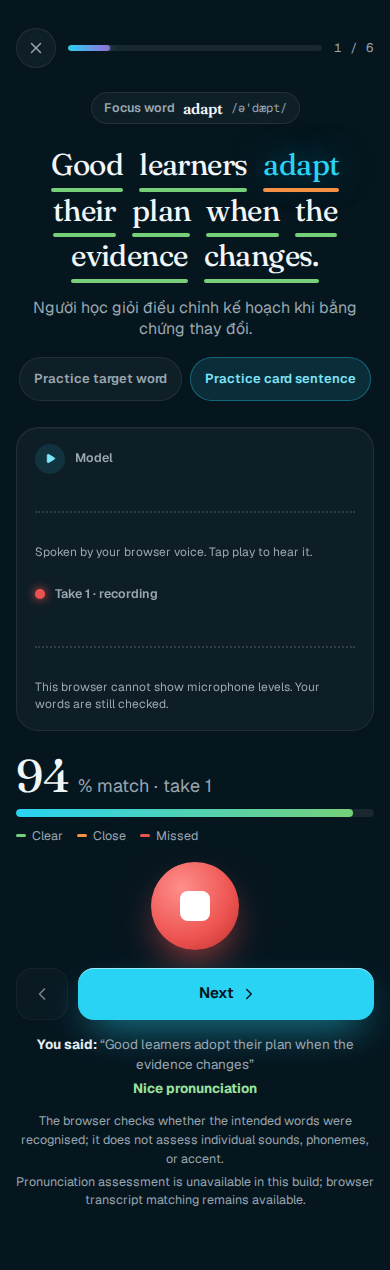 1 / 6
Focus word adapt /əˈdæpt/
Good learners adapt
their plan when the
evidence changes.
Người học giỏi điều chỉnh kế hoạch khi bằng
chứng thay đổi.
Practice target word Practice card sentence
Model
Spoken by your browser voice. Tap play to hear it.
Take 1 · recording
This browser cannot show microphone levels. Your
words are still checked.
94 % match · take 1
Clear Close Missed
Next
You said: “Good learners adopt their plan when the
evidence changes”
Nice pronunciation
The browser checks whether the intended words were
recognised; it does not assess individual sounds, phonemes,
or accent.
Pronunciation assessment is unavailable in this build; browser
transcript matching remains available.